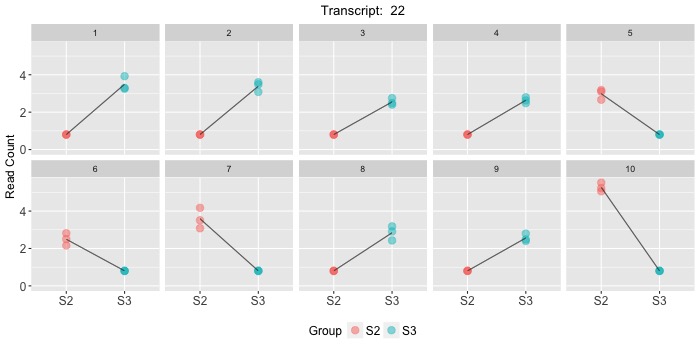 Transcript: 22
1 2 3 4 5
4
2
0
Read Count
6 7 8 9 10
4
2
0
S2 S3 S2 S3 S2 S3 S2 S3 S2 S3
Group S2 S3